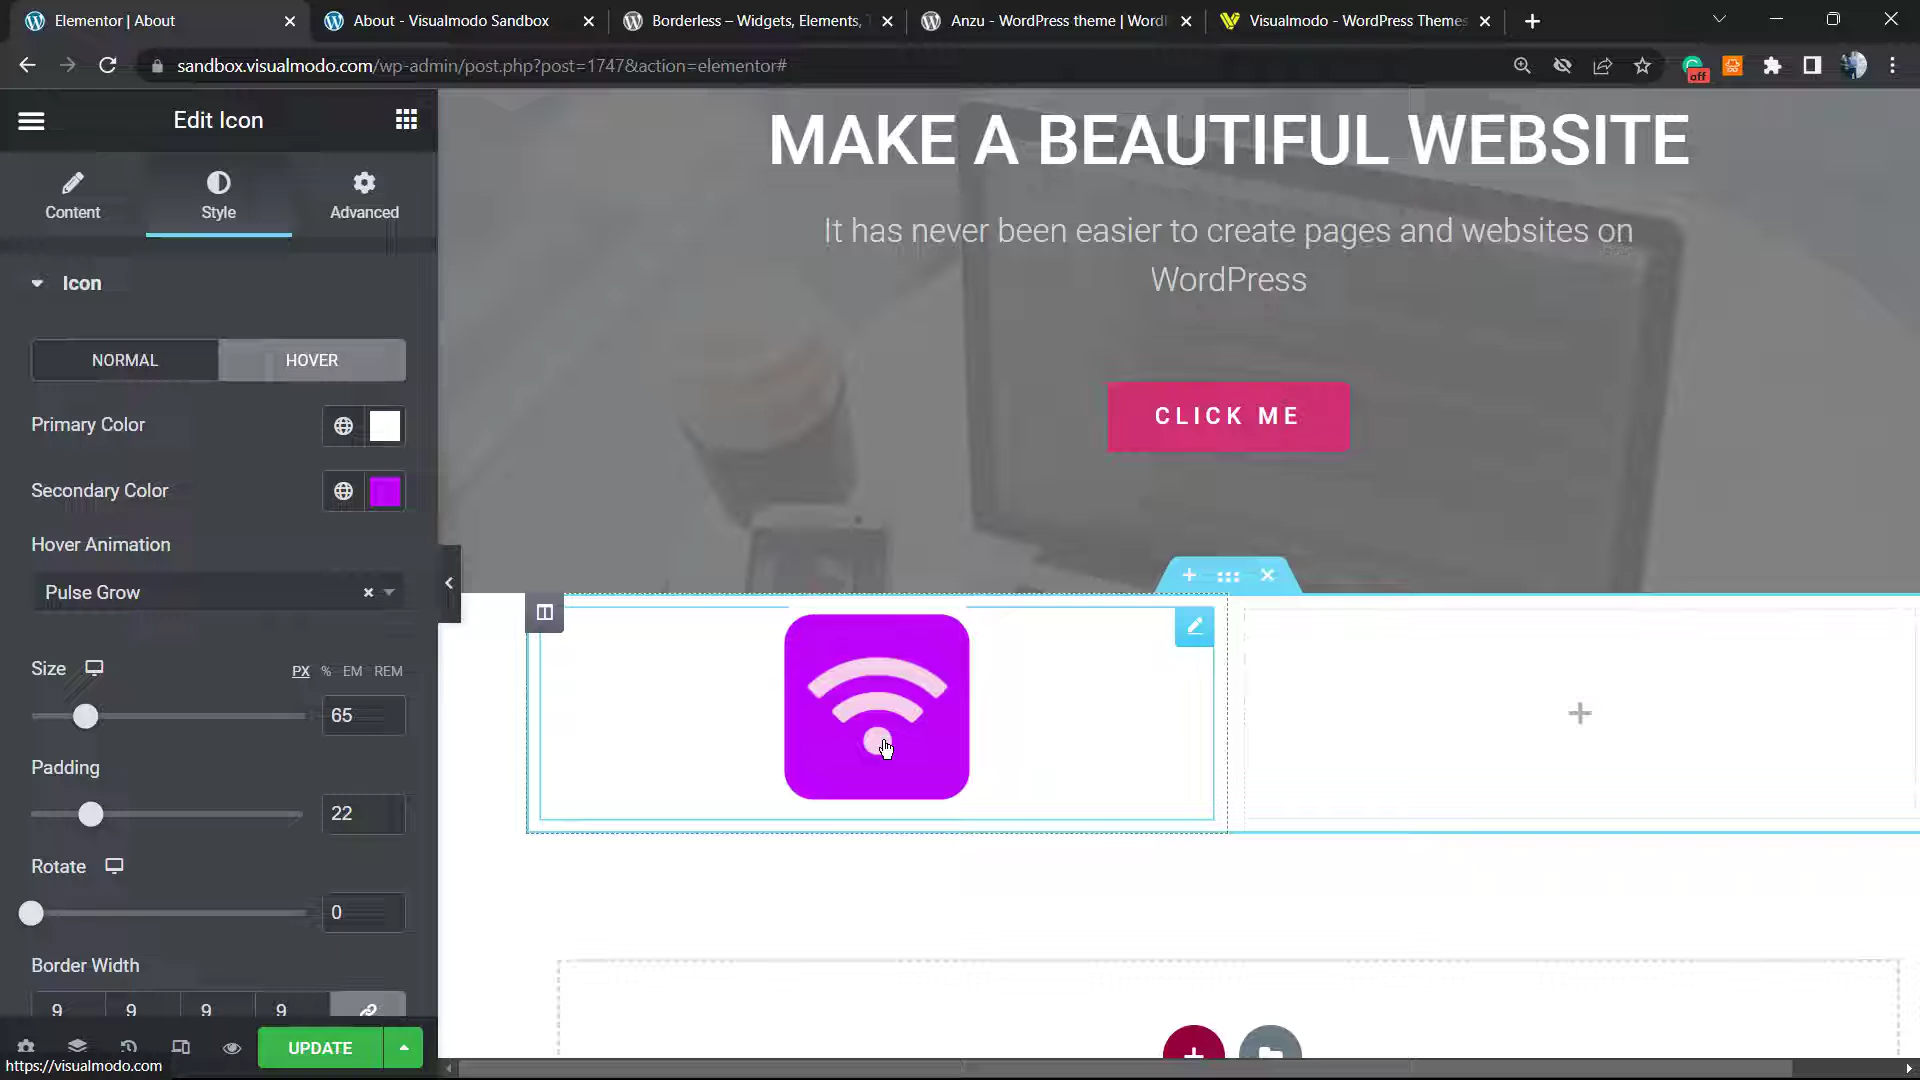 Elementor | About
About - Visualmodo Sandbox
Borderless – Widgets, Elements,
Anzu - WordPress theme | Word
Visualmodo - WordPress Themes
sandbox.visualmodo.com/wp-admin/post.php?post=1747&action=elementor#
off
Edit Icon
Content
Style
Advanced
Icon
NORMAL
HOVER
Primary Color
Secondary Color
Hover Animation
Pulse Grow
Size
PX % EM REM
65
Padding
22
Rotate
0
Border Width
9 9 9 9
UPDATE
https://visualmodo.com
MAKE A BEAUTIFUL WEBSITE
It has never been easier to create pages and websites on
WordPress
CLICK ME